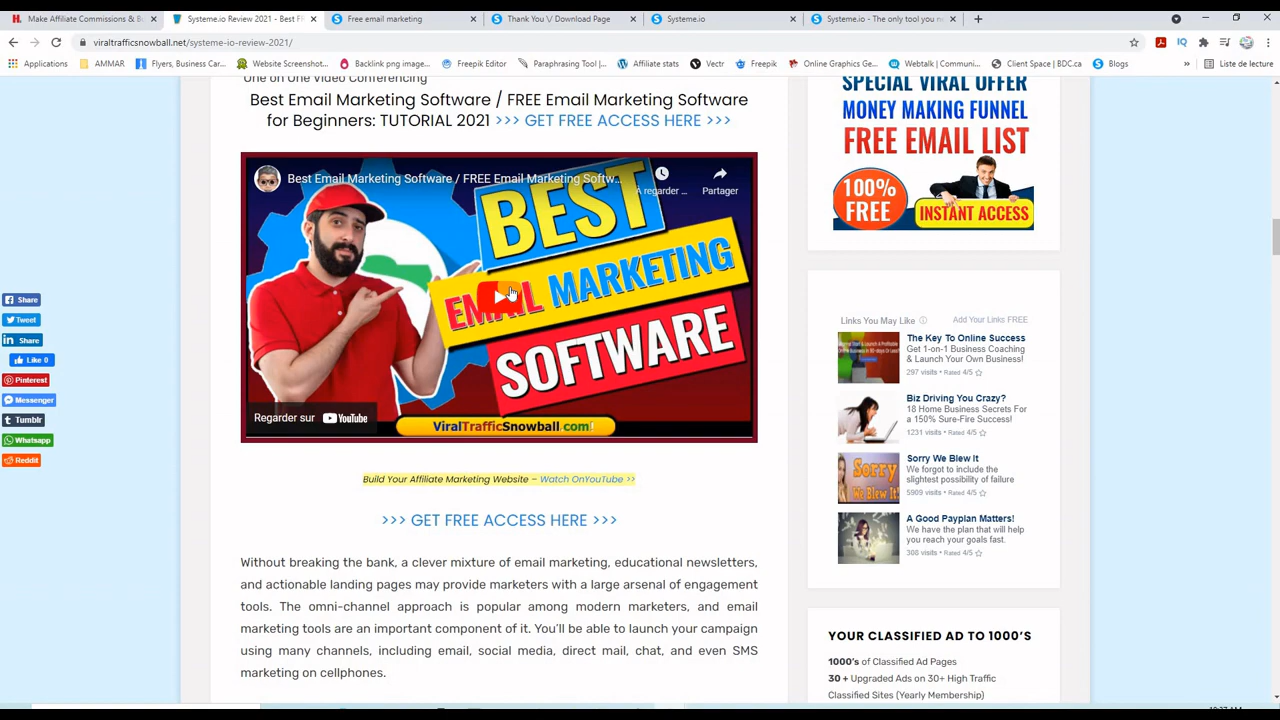 Make Affiliate Commissions & Bu
Systeme.io Review 2021 - Best FR
Free email marketing
Thank You \/ Download Page
Systeme.io
Systeme.io - The only tool you n
viraltrafficsnowball.net/systeme-io-review-2021/
Applications
AMMAR
Flyers, Business Car...
Website Screenshot...
Backlink png image...
Freepik Editor
Paraphrasing Tool |...
Affiliate stats
Vectr
Freepik
Online Graphics Ge...
Webtalk | Communi...
Client Space | BDC.ca
Blogs
»
Liste de lecture
One on One Video Conferencing
Best Email Marketing Software / FREE Email Marketing Software
for Beginners: TUTORIAL 2021 >>> GET FREE ACCESS HERE >>>
Best Email Marketing Software / FREE Email Marketing Softw...
À regarder ...
Partager
BEST
EMAIL MARKETING
SOFTWARE
Regarder sur YouTube
ViralTrafficSnowball.com!
Build Your Affiliate Marketing Website – Watch OnYouTube >>
>>> GET FREE ACCESS HERE >>>
Without breaking the bank, a clever mixture of email marketing, educational newsletters,
and actionable landing pages may provide marketers with a large arsenal of engagement
tools. The omni-channel approach is popular among modern marketers, and email
marketing tools are an important component of it. You'll be able to launch your campaign
using many channels, including email, social media, direct mail, chat, and even SMS
marketing on cellphones.
Share
Tweet
Share
Like 0
Pinterest
Messenger
Tumblr
Whatsapp
Reddit
SPECIAL VIRAL OFFER
MONEY MAKING FUNNEL
FREE EMAIL LIST
100%
FREE
INSTANT ACCESS
Links You May Like
Add Your Links FREE
The Key To Online Success
Get 1-on-1 Business Coaching
& Launch Your Own Business!
297 visits • Rated 4/5
Biz Driving You Crazy?
18 Home Business Secrets For
a 150% Sure-Fire Success!
1231 visits • Rated 4/5
Sorry We Blew It
We forgot to include the
slightest possibility of failure
5909 visits • Rated 4/5
Sorry
We Blew It!
A Good Payplan Matters!
We have the plan that will help
you reach your goals fast.
308 visits • Rated 4/5
YOUR CLASSIFIED AD TO 1000'S
1000's of Classified Ad Pages
30 + Upgraded Ads on 30+ High Traffic
Classified Sites (Yearly Membership)